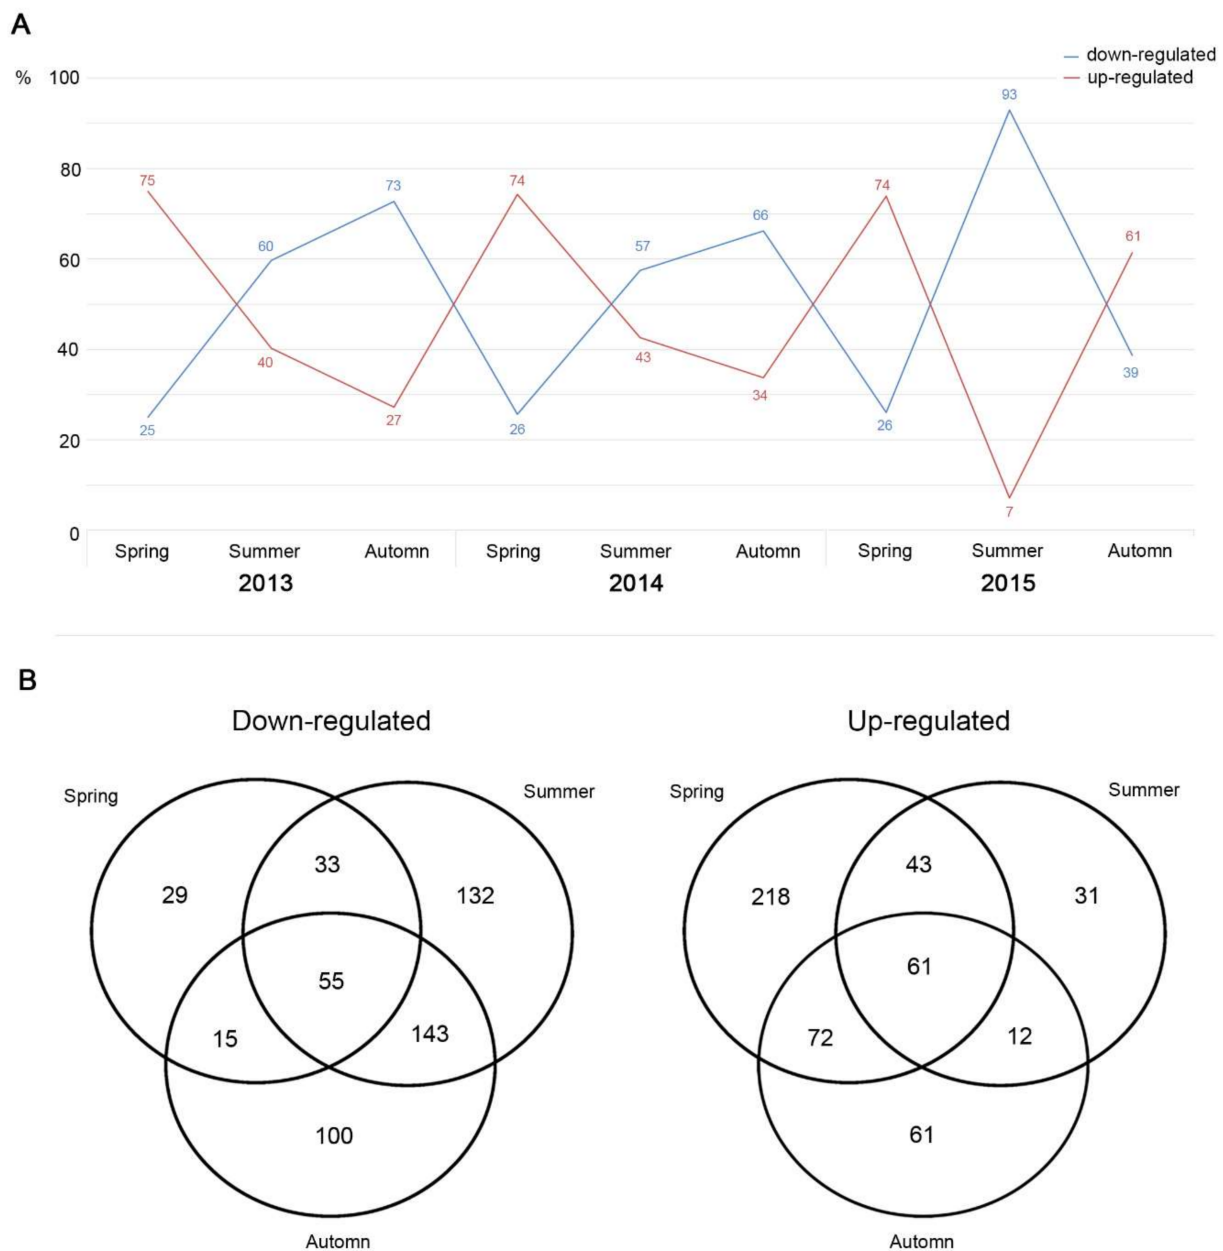 A
down-regulated
up-regulated
% 100
93
80
75 73 74 74
66
60 57 61
60
40 43 39
40
27 34
25 26 26
20
7
0
Spring Summer Automn Spring Summer Automn Spring Summer Automn
2013 2014 2015
B
Down-regulated Up-regulated
Spring Summer Spring Summer
33 43
29 132 218 31
55 61
15 143 72 12
100 61
Automn Automn